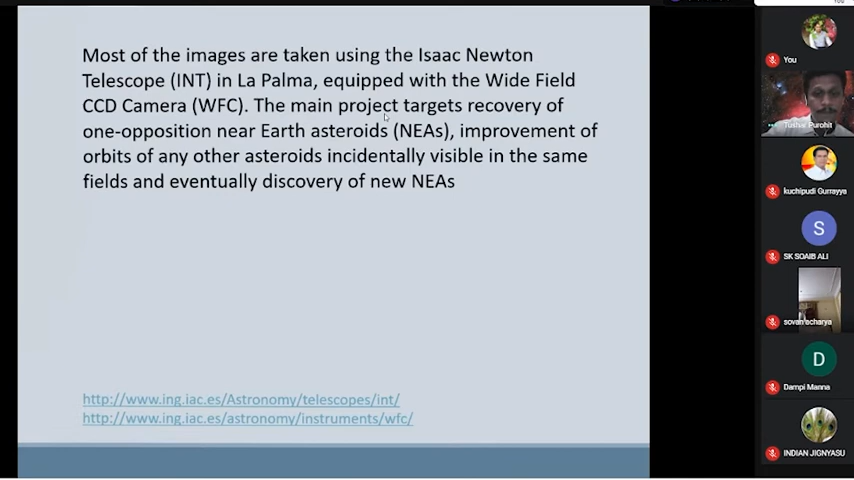 Most of the images are taken using the Isaac Newton
Telescope (INT) in La Palma, equipped with the Wide Field
CCD Camera (WFC). The main project targets recovery of
one-opposition near Earth asteroids (NEAs), improvement of
orbits of any other asteroids incidentally visible in the same
fields and eventually discovery of new NEAs
http://www.ing.iac.es/Astronomy/telescopes/int/
http://www.ing.iac.es/astronomy/instruments/wfc/
You
You
Tushar Purohit
kuchipudi Gurrayya
S
SK SOAIB ALI
sovan acharya
D
Dampi Manna
INDIAN JIGNYASU